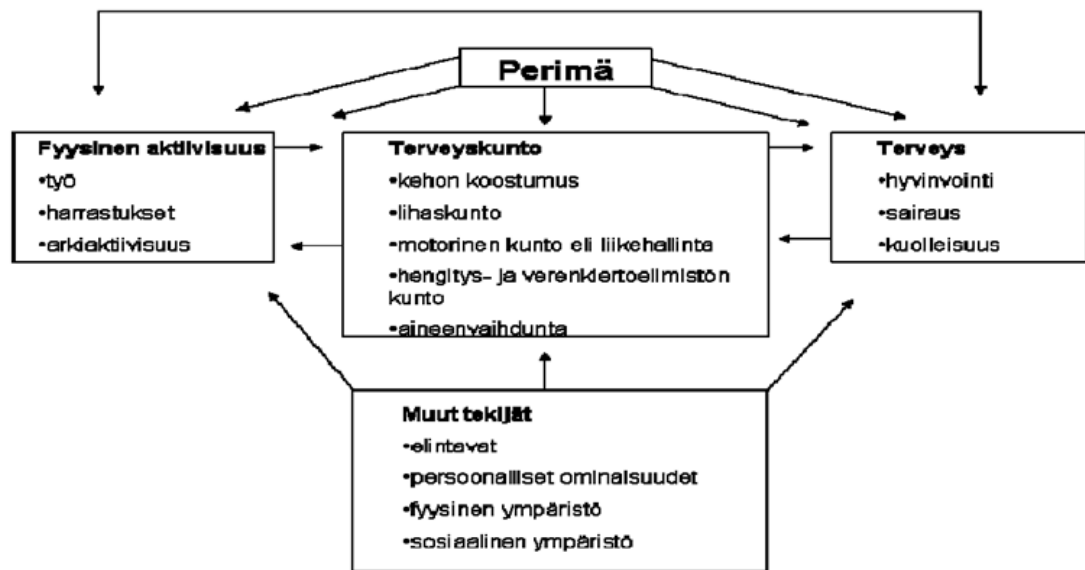 Perimä
Fyysinen aktiivisuus
•työ
•harrastukset
•arkiaktiivisuus
Terveyskunto
•kehon koostumus
•lihaskunto
•motorinen kunto eli liikehallinta
•hengitys- ja verenkiertoelimistön
kunto
•aineenvaihdunta
Terveys
•hyvinvointi
•sairaus
•kuolleisuus
Muut tekijät
•elintavat
•persoonalliset ominaisuudet
•fyysinen ympäristö
•sosiaalinen ympäristö